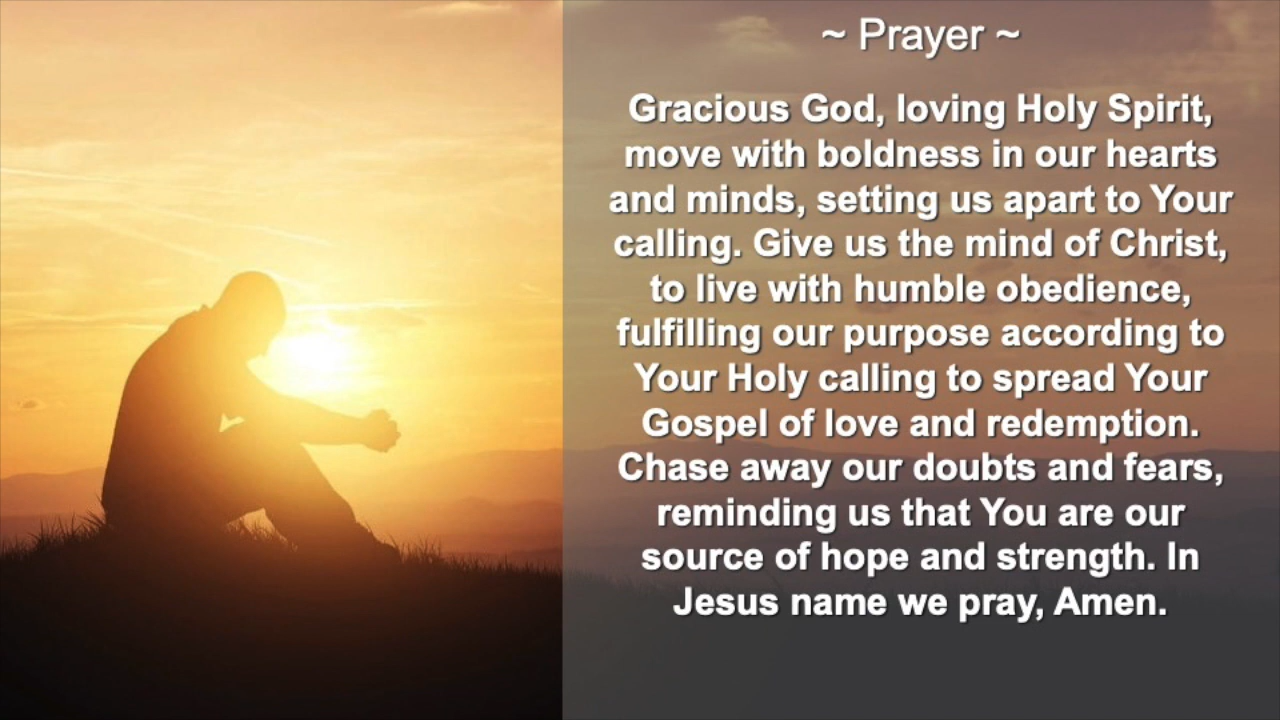 ~ Prayer ~
Gracious God, loving Holy Spirit,
move with boldness in our hearts
and minds, setting us apart to Your
calling. Give us the mind of Christ,
to live with humble obedience,
fulfilling our purpose according to
Your Holy calling to spread Your
Gospel of love and redemption.
Chase away our doubts and fears,
reminding us that You are our
source of hope and strength. In
Jesus name we pray, Amen.